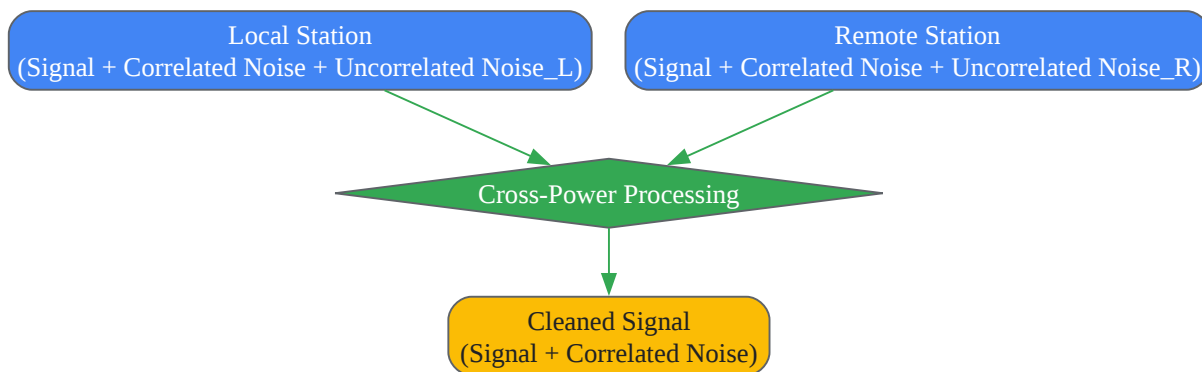 Local Station
(Signal + Correlated Noise + Uncorrelated Noise_L)
Remote Station
(Signal + Correlated Noise + Uncorrelated Noise_R)
Cross-Power Processing
Cleaned Signal
(Signal + Correlated Noise)